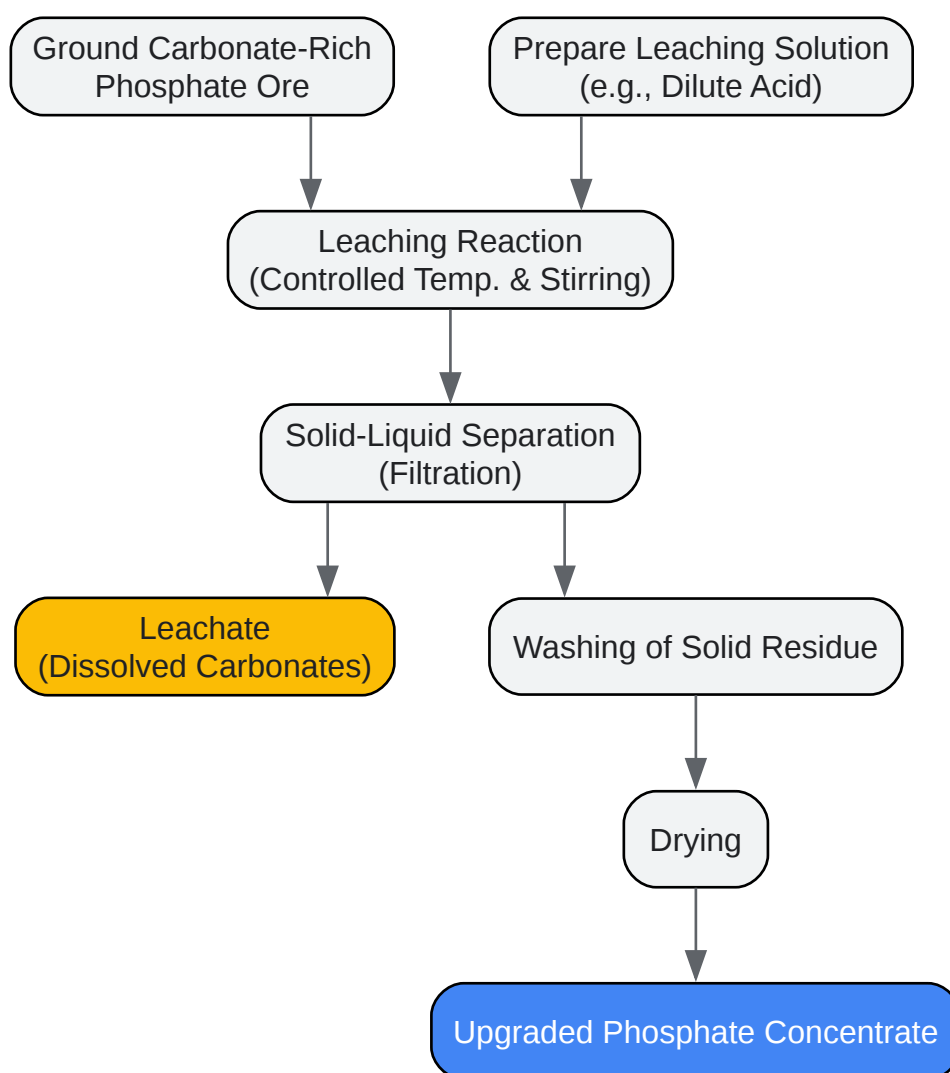 Ground Carbonate-Rich
Phosphate Ore
Prepare Leaching Solution
(e.g., Dilute Acid)
Leaching Reaction
(Controlled Temp. & Stirring)
Solid-Liquid Separation
(Filtration)
Leachate
(Dissolved Carbonates)
Washing of Solid Residue
Drying
Upgraded Phosphate Concentrate